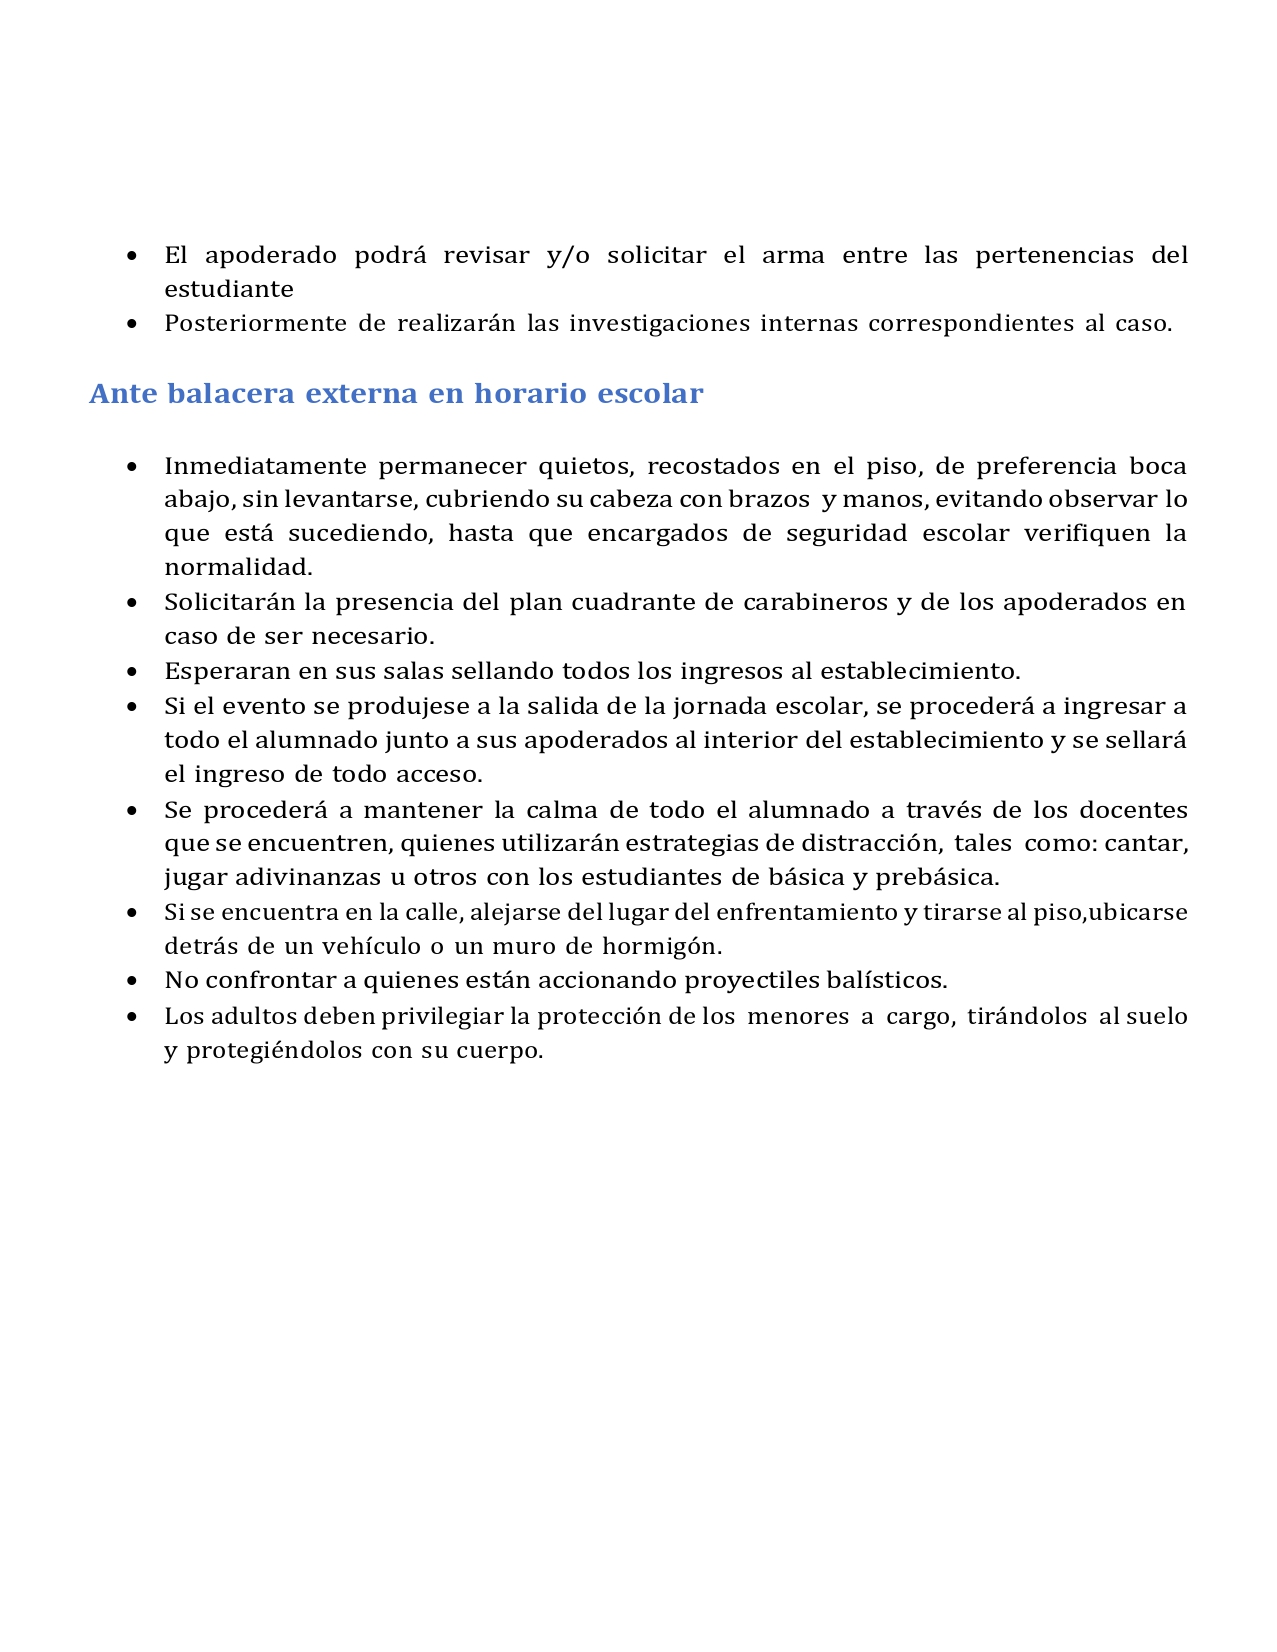 • El apoderado podrá revisar y/o solicitar el arma entre las pertenencias del
estudiante
• Posteriormente de realizarán las investigaciones internas correspondientes al caso.
Ante balacera externa en horario escolar
• Inmediatamente permanecer quietos, recostados en el piso, de preferencia boca
abajo, sin levantarse, cubriendo su cabeza con brazos y manos, evitando observar lo
que está sucediendo, hasta que encargados de seguridad escolar verifiquen la
normalidad.
• Solicitarán la presencia del plan cuadrante de carabineros y de los apoderados en
caso de ser necesario.
• Esperaran en sus salas sellando todos los ingresos al establecimiento.
• Si el evento se produjese a la salida de la jornada escolar, se procederá a ingresar a
todo el alumnado junto a sus apoderados al interior del establecimiento y se sellará
el ingreso de todo acceso.
• Se procederá a mantener la calma de todo el alumnado a través de los docentes
que se encuentren, quienes utilizarán estrategias de distracción, tales como: cantar,
jugar adivinanzas u otros con los estudiantes de básica y prebásica.
• Si se encuentra en la calle, alejarse del lugar del enfrentamiento y tirarse al piso,ubicarse
detrás de un vehículo o un muro de hormigón.
• No confrontar a quienes están accionando proyectiles balísticos.
• Los adultos deben privilegiar la protección de los menores a cargo, tirándolos al suelo
y protegiéndolos con su cuerpo.